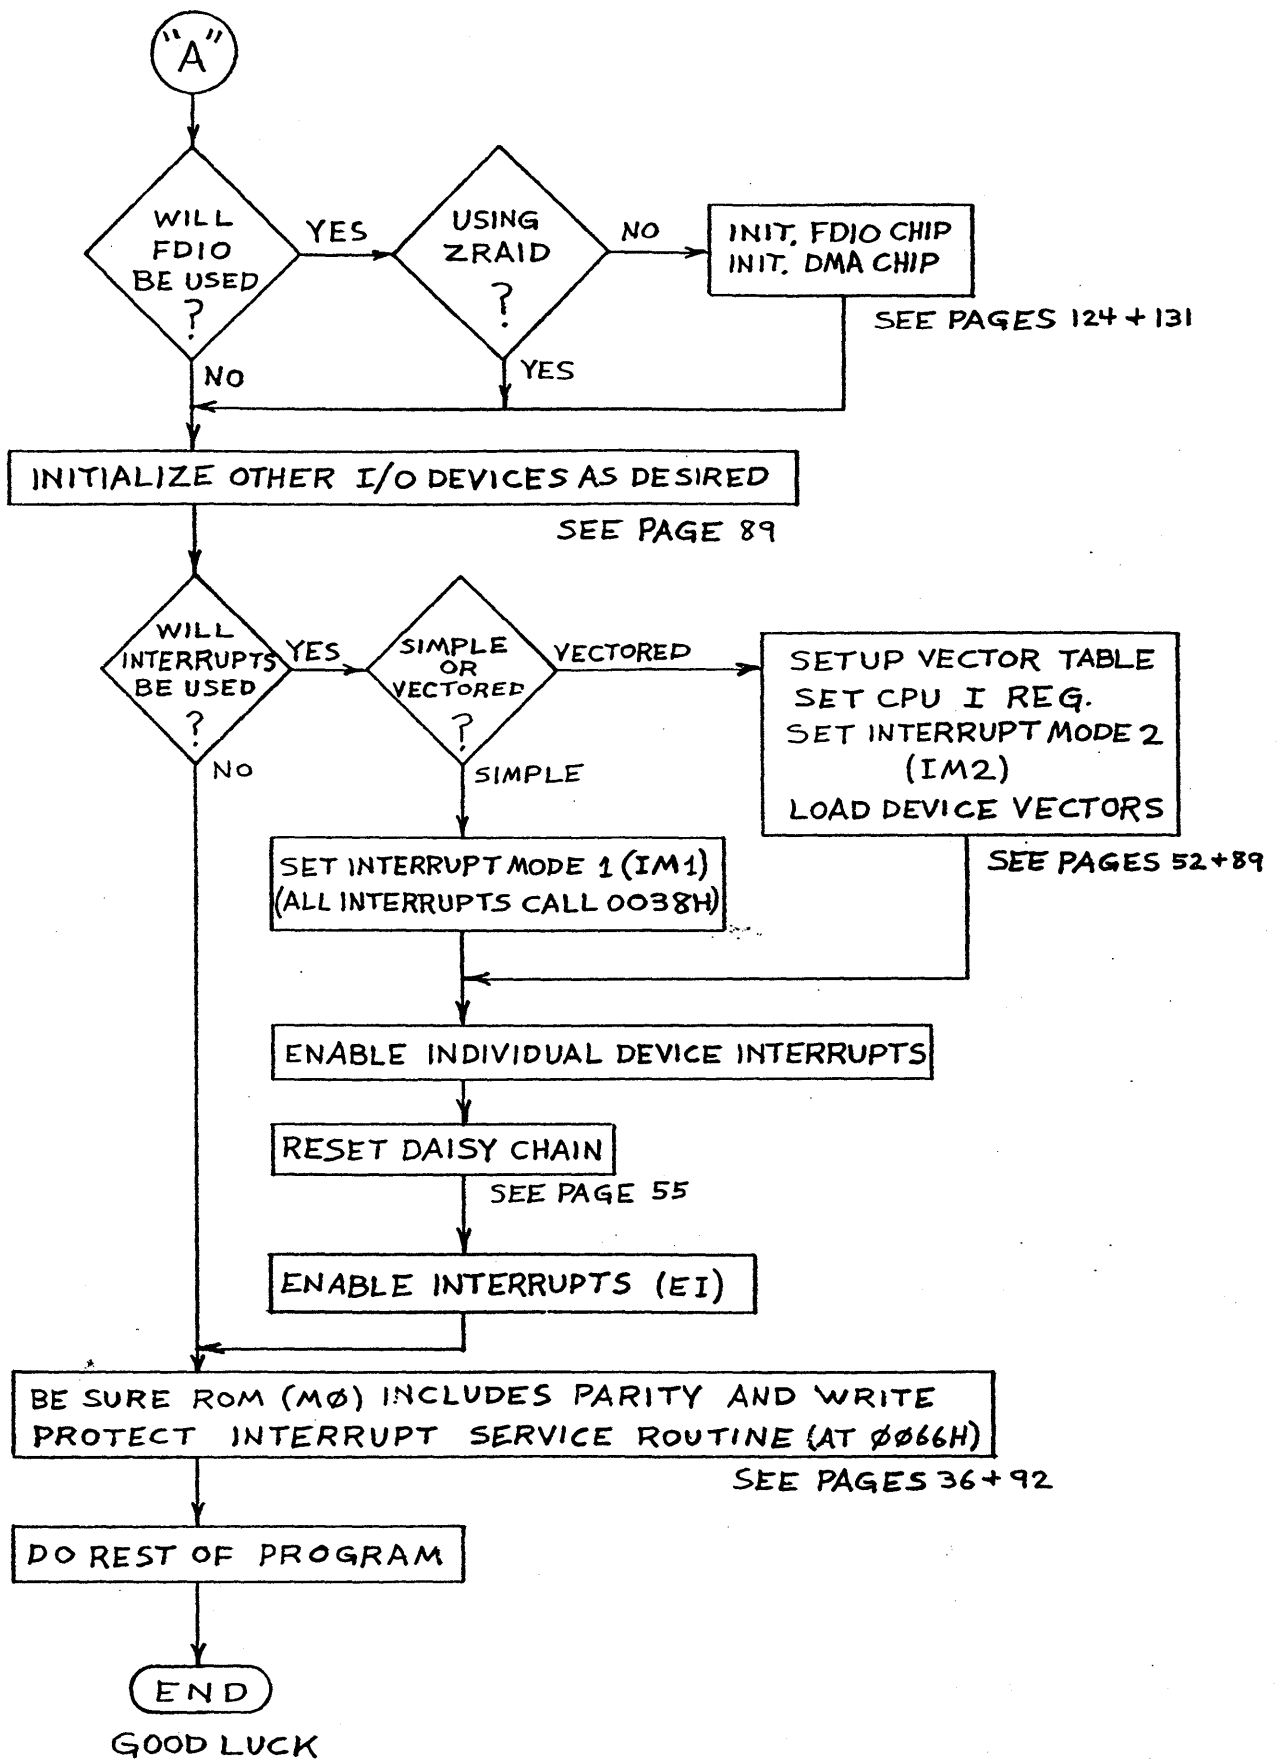 "A"
WILL
FDIO
BE USED
?
YES
NO
USING
ZRAID
?
NO
YES
INIT. FDIO CHIP
INIT. DMA CHIP
SEE PAGES 124 + 131
INITIALIZE OTHER I/O DEVICES AS DESIRED
SEE PAGE 89
WILL
INTERRUPTS
BE USED
?
YES
NO
SIMPLE
OR
VECTORED
?
VECTORED
SIMPLE
SETUP VECTOR TABLE
SET CPU I REG.
SET INTERRUPT MODE 2
(IM2)
LOAD DEVICE VECTORS
SEE PAGES 52+89
SET INTERRUPT MODE 1 (IM1)
(ALL INTERRUPTS CALL 0038H)
ENABLE INDIVIDUAL DEVICE INTERRUPTS
RESET DAISY CHAIN
SEE PAGE 55
ENABLE INTERRUPTS (EI)
BE SURE ROM (MØ) INCLUDES PARITY AND WRITE
PROTECT INTERRUPT SERVICE ROUTINE (AT ØØ66H)
SEE PAGES 36+92
DO REST OF PROGRAM
END
GOOD LUCK